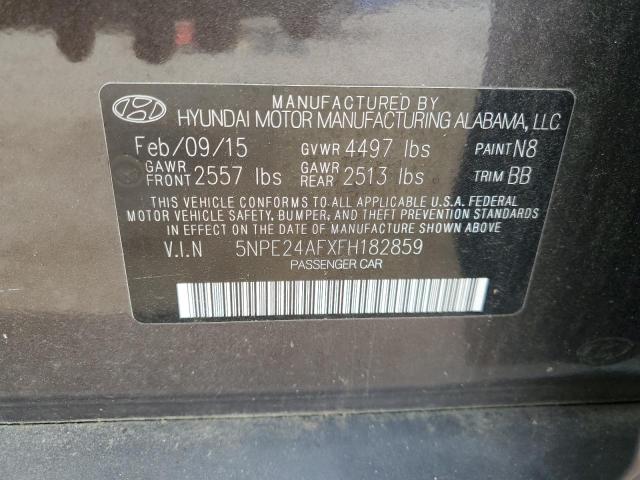 MANUFACTURED BY
HYUNDAI MOTOR MANUFACTURING ALABAMA, LLC
Feb/09/15 GVWR 4497 lbs PAINT N8
GAWR FRONT 2557 lbs GAWR REAR 2513 lbs TRIM BB
THIS VEHICLE CONFORMS TO ALL APPLICABLE U.S.A. FEDERAL
MOTOR VEHICLE SAFETY, BUMPER, AND THEFT PREVENTION STANDARDS
IN EFFECT ON THE DATE OF MANUFACTURE SHOWN ABOVE.
V.I.N 5NPE24AFXFH182859
PASSENGER CAR